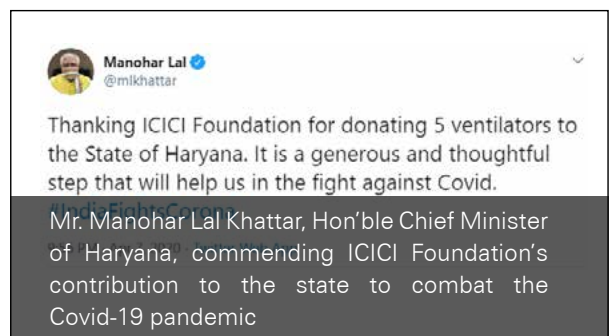 Manohar Lal
@mlkhattar
Thanking ICICI Foundation for donating 5 ventilators to
the State of Haryana. It is a generous and thoughtful
step that will help us in the fight against Covid.
#IndiaFightsCorona
Mr. Manohar Lal Khattar, Hon'ble Chief Minister
of Haryana, commending ICICI Foundation's
contribution to the state to combat the
Covid-19 pandemic